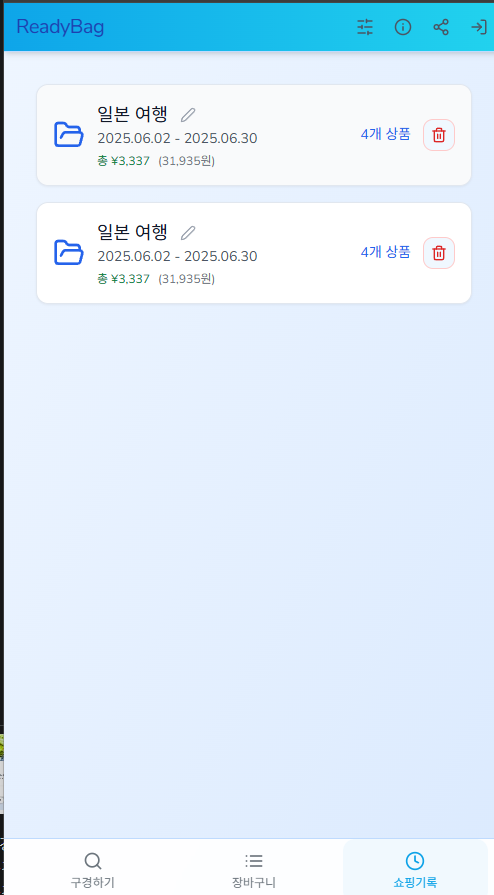 ReadyBag
일본 여행
2025.06.02 - 2025.06.30
총 ¥3,337 (31,935원)
4개 상품
일본 여행
2025.06.02 - 2025.06.30
총 ¥3,337 (31,935원)
4개 상품
구경하기
장바구니
쇼핑기록